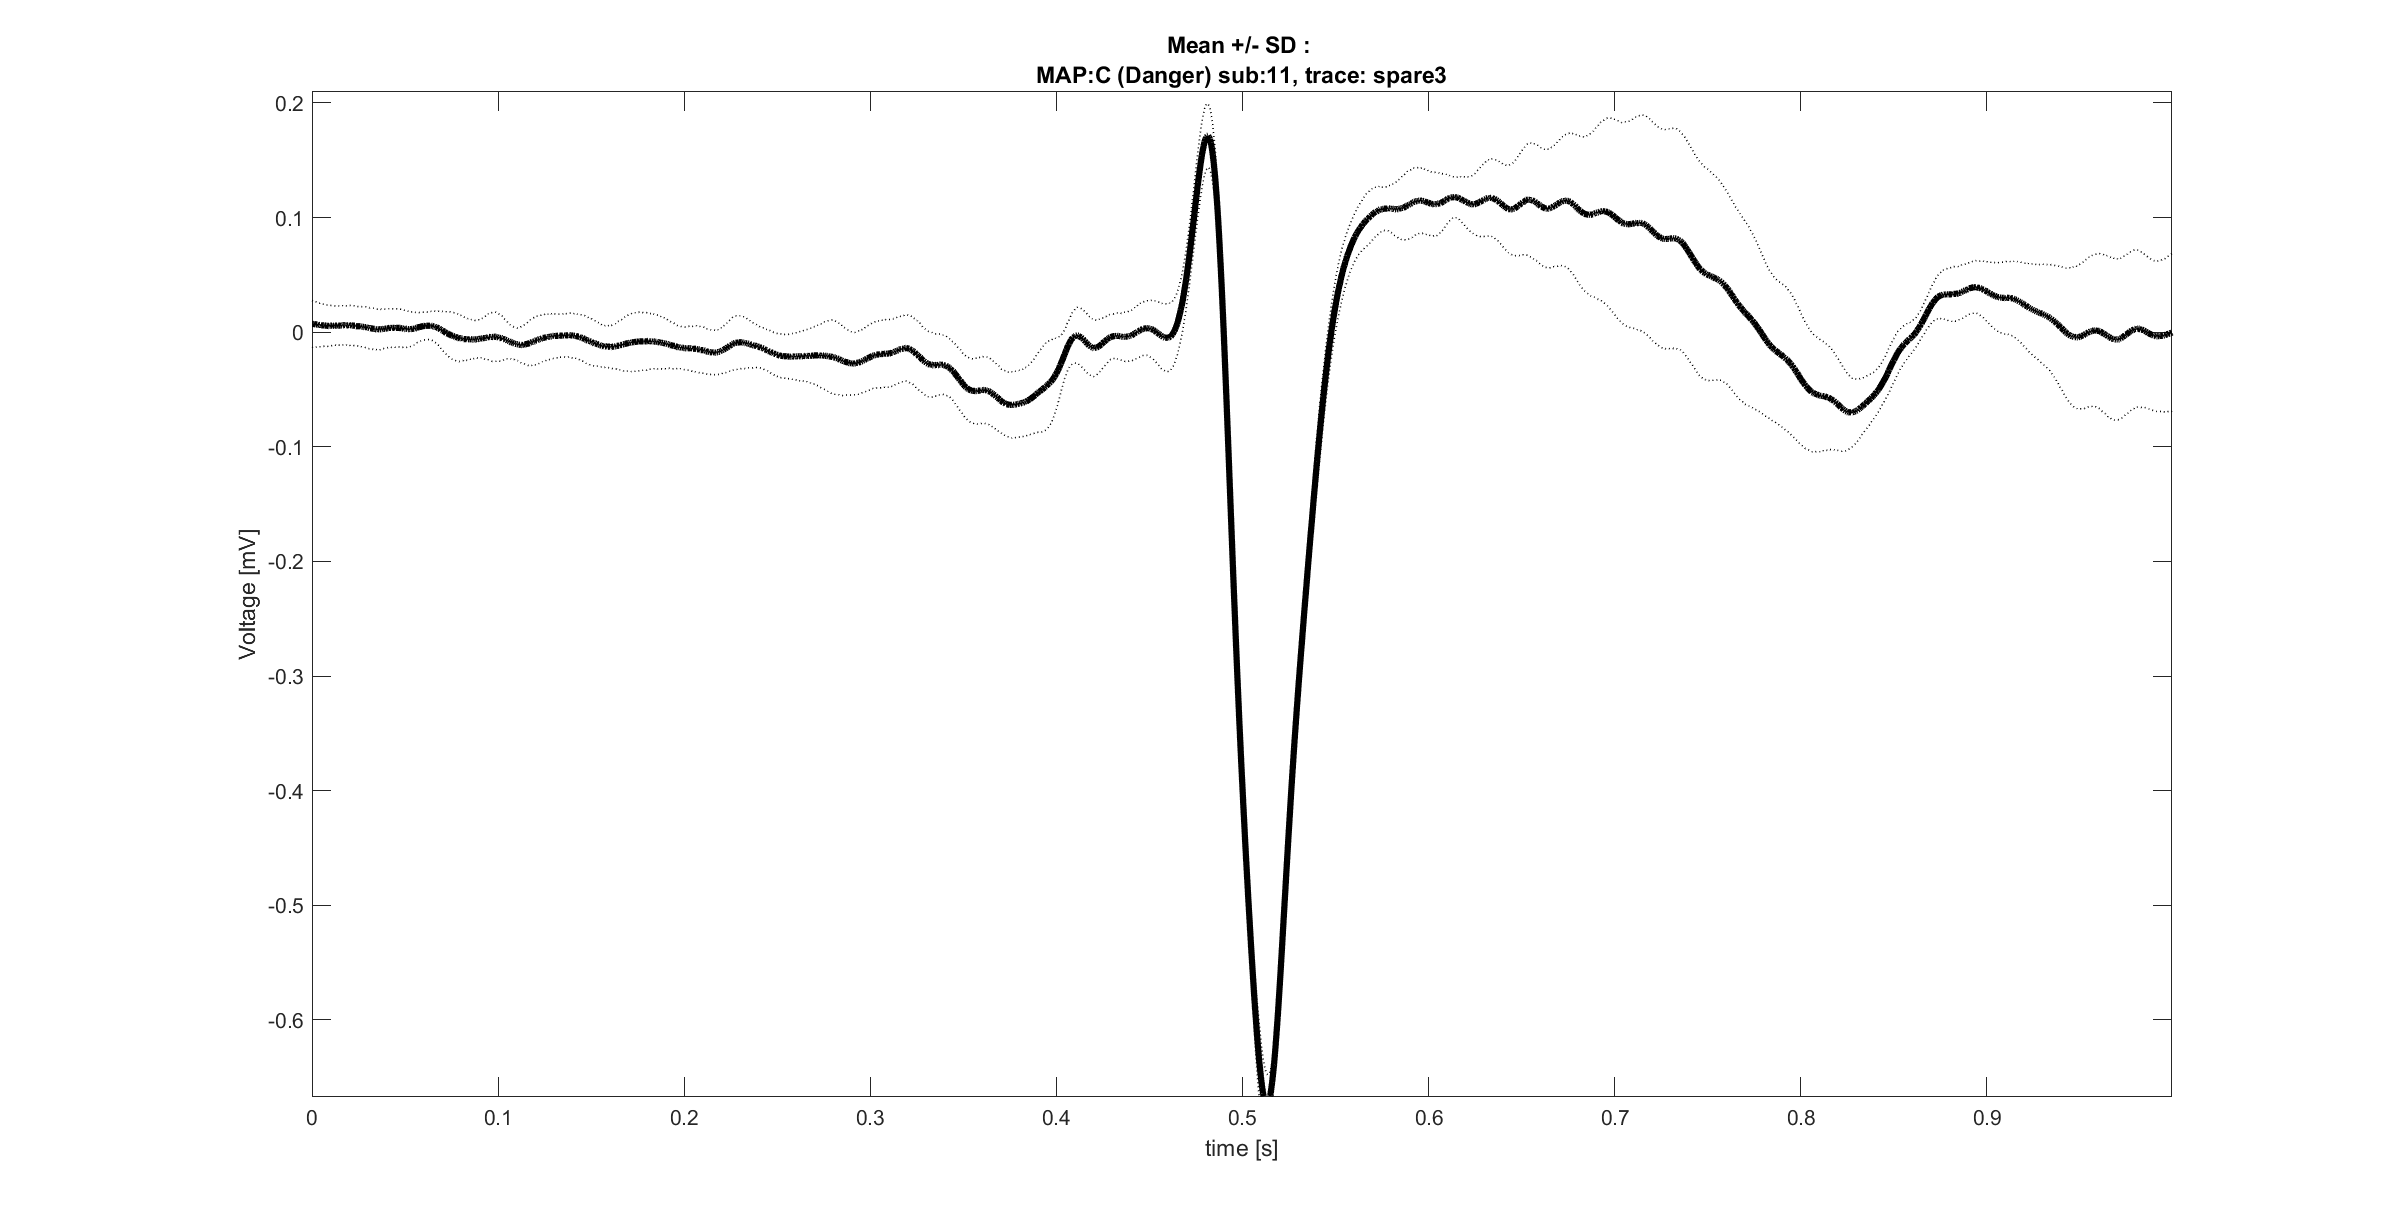 Mean +/- SD :
MAP:C (Danger) sub:11, trace: spare3
0.2
0.1
0
-0.1
-0.2
-0.3
-0.4
-0.5
-0.6
Voltage [mV]
0 0.1 0.2 0.3 0.4 0.5 0.6 0.7 0.8 0.9
time [s]